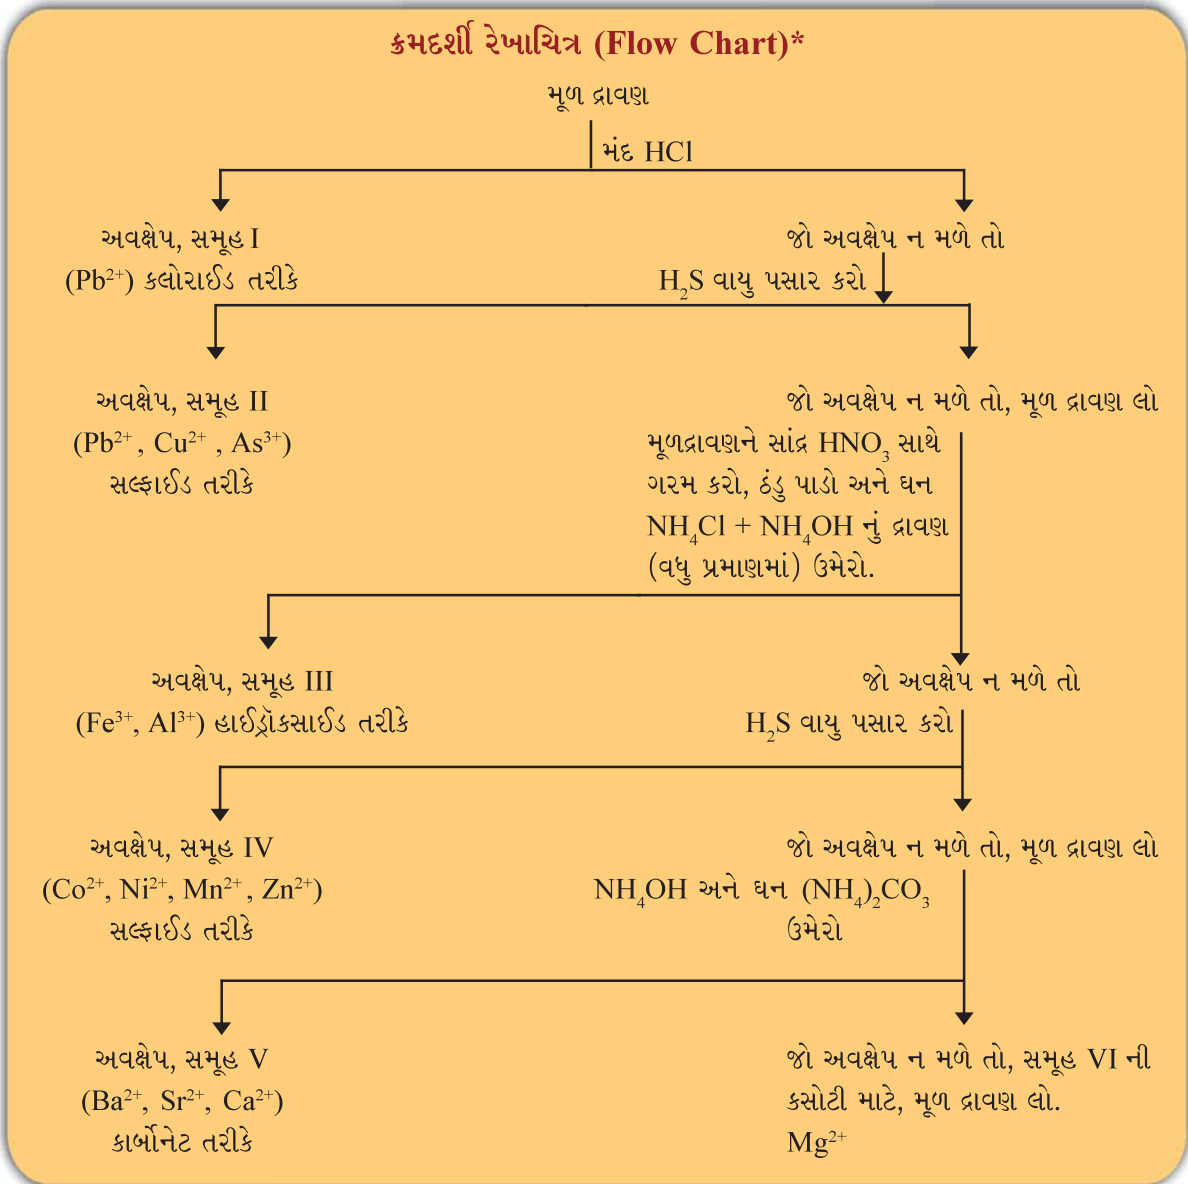 ક્રમદર્શી રેખાચિત્ર (Flow Chart)*
મૂળ દ્રાવણ
મંદ HCl
અવક્ષેપ, સમૂહ I
(Pb²⁺) કલોરાઈડ તરીકે
જો અવક્ષેપ ન મળે તો
H₂S વાયુ પસાર કરો
અવક્ષેપ, સમૂહ II
(Pb²⁺ , Cu²⁺ , As³⁺)
સલ્ફાઈડ તરીકે
જો અવક્ષેપ ન મળે તો, મૂળ દ્રાવણ લો
મૂળદ્રાવણને સાંદ્ર HNO₃ સાથે
ગરમ કરો, ઠંડુ પાડો અને ઘન
NH₄Cl + NH₄OH નું દ્રાવણ
(વધુ પ્રમાણમાં) ઉમેરો.
અવક્ષેપ, સમૂહ III
(Fe³⁺, Al³⁺) હાઈડ્રૉકસાઈડ તરીકે
જો અવક્ષેપ ન મળે તો
H₂S વાયુ પસાર કરો
અવક્ષેપ, સમૂહ IV
(Co²⁺, Ni²⁺, Mn²⁺ , Zn²⁺)
સલ્ફાઈડ તરીકે
જો અવક્ષેપ ન મળે તો, મૂળ દ્રાવણ લો
NH₄OH અને ઘન (NH₄)₂CO₃
ઉમેરો
અવક્ષેપ, સમૂહ V
(Ba²⁺, Sr²⁺, Ca²⁺)
કાર્બોનેટ તરીકે
જો અવક્ષેપ ન મળે તો, સમૂહ VI ની
કસોટી માટે, મૂળ દ્રાવણ લો.
Mg²⁺